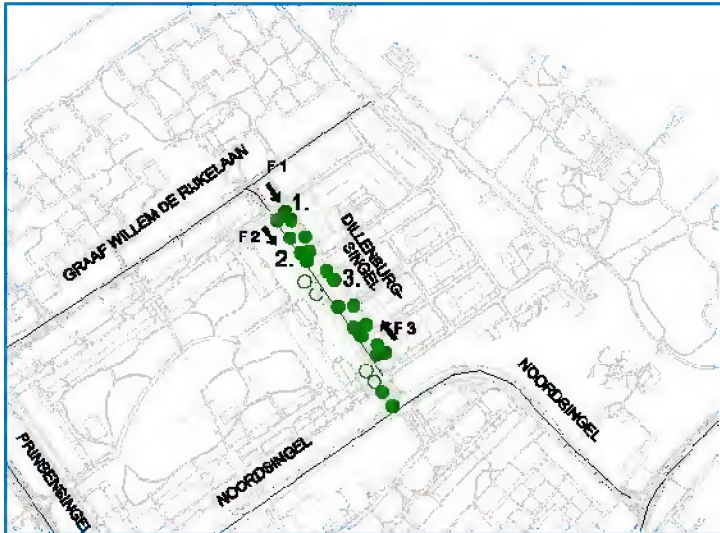 F 1
GRAAF WILLEM DE RIJKELAAN
1.
F 2
DILLENBURG-
SINGEL
2.
3.
F 3
NOORDSINGEL
NOORDSINGEL
PRINSENSINGEL